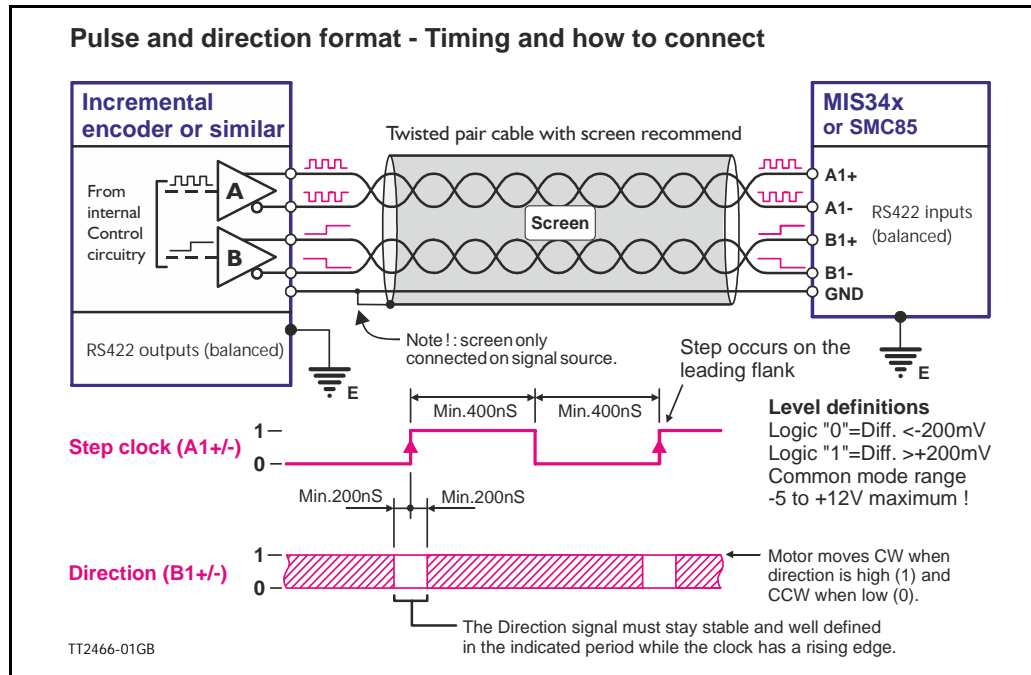 Pulse and direction format - Timing and how to connect
Incremental
encoder or similar
Twisted pair cable with screen recommend
MIS34x
or SMC85
From
internal
Control
circuitry
A
B
Screen
A1+
A1-
B1+
B1-
GND
RS422 inputs
(balanced)
RS422 outputs (balanced)
E
Note ! : screen only
connected on signal source.
E
Step occurs on the
leading flank
Min.400nS
Min.400nS
Step clock (A1+/-)
1
0
Level definitions
Logic "0"=Diff. <-200mV
Logic "1"=Diff. >+200mV
Common mode range
-5 to +12V maximum !
Min.200nS
Min.200nS
Direction (B1+/-)
1
0
Motor moves CW when
direction is high (1) and
CCW when low (0).
The Direction signal must stay stable and well defined
in the indicated period while the clock has a rising edge.
TT2466-01GB